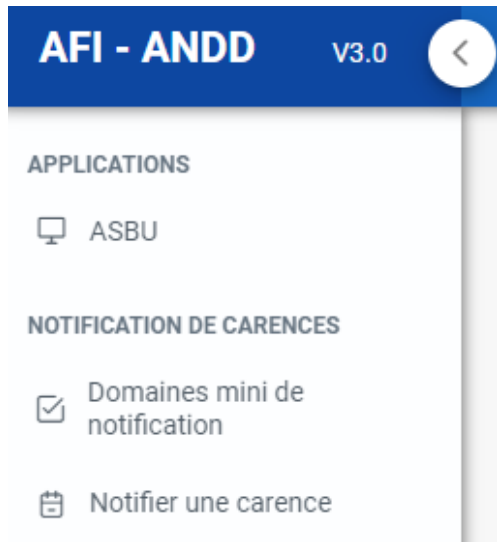 AFI - ANDD V3.0
APPLICATIONS
ASBU
NOTIFICATION DE CARENCES
Domaines mini de
notification
Notifier une carence